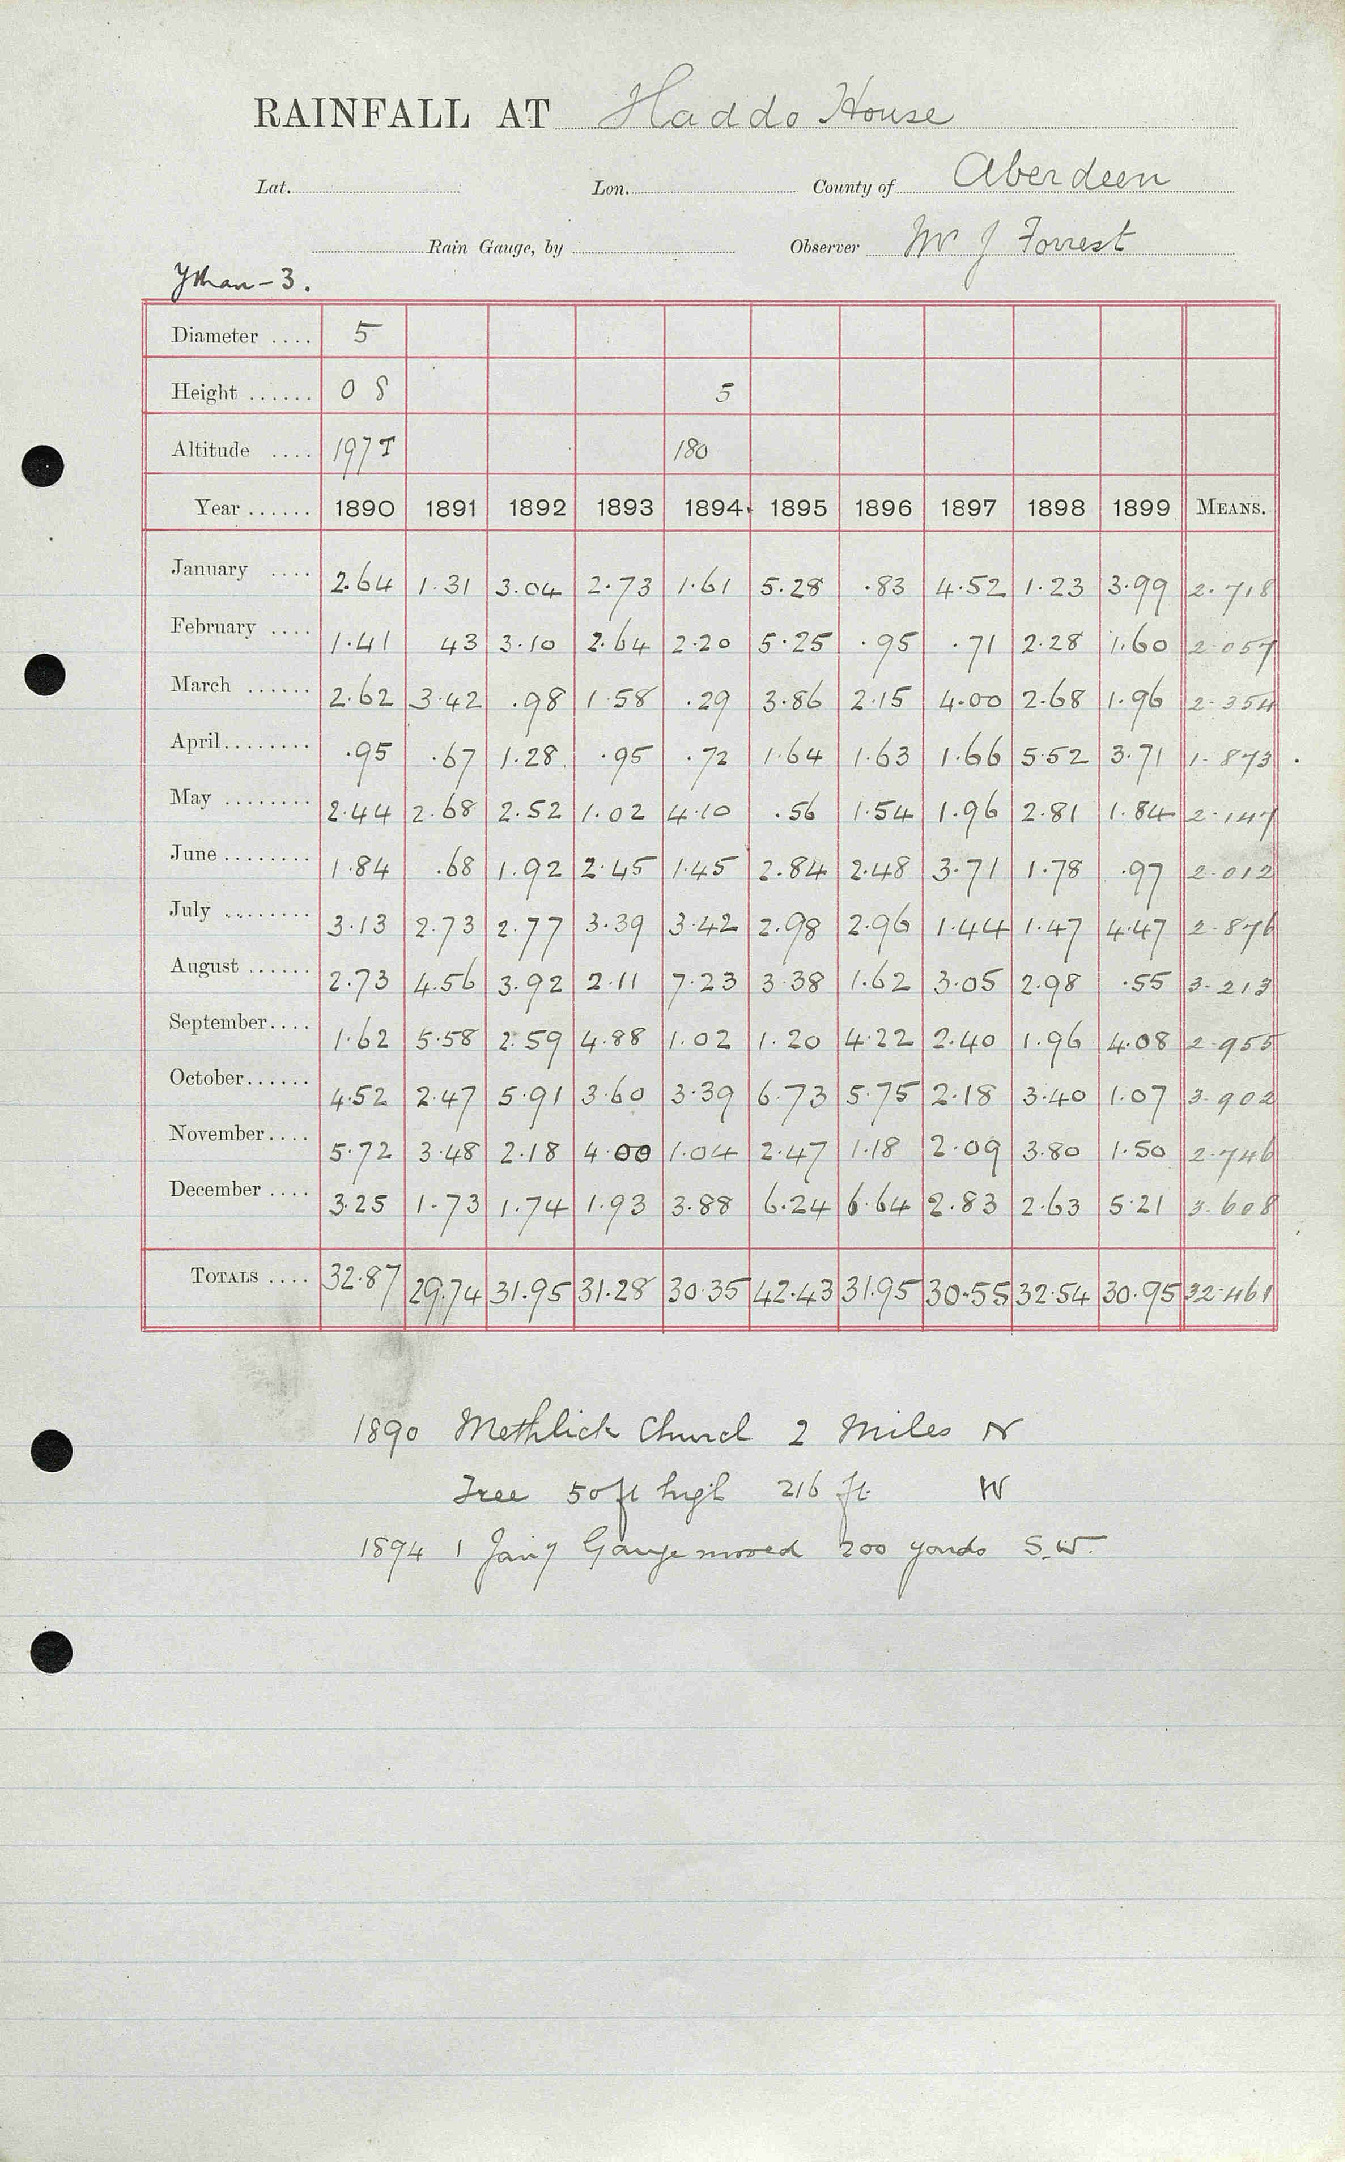 RAINFALL AT Haddo House
Lat. Lon. County of Aberdeen
Rain Gauge, by Observer Mr J Forrest
Ythan-3.
Diameter .... 5
Height ...... 0 8 5
Altitude .... 197 T 180
Year ...... 1890 1891 1892 1893 1894 1895 1896 1897 1898 1899 MEANS.
January .... 2.64 1.31 3.04 2.73 1.61 5.28 .83 4.52 1.23 3.99 2.718
February .... 1.41 43 3.10 2.64 2.20 5.25 .95 .71 2.28 1.60 2.057
March ...... 2.62 3.42 .98 1.58 .29 3.86 2.15 4.00 2.68 1.96 2.354
April........ .95 .67 1.28 .95 .72 1.64 1.63 1.66 5.52 3.71 1.873
May ........ 2.44 2.68 2.52 1.02 4.10 .56 1.54 1.96 2.81 1.84 2.147
June ........ 1.84 .68 1.92 2.45 1.45 2.84 2.48 3.71 1.78 .97 2.012
July ........ 3.13 2.73 2.77 3.39 3.42 2.98 2.96 1.44 1.47 4.47 2.876
August ...... 2.73 4.56 3.92 2.11 7.23 3.38 1.62 3.05 2.98 .55 3.213
September.... 1.62 5.58 2.59 4.88 1.02 1.20 4.22 2.40 1.96 4.08 2.955
October...... 4.52 2.47 5.91 3.60 3.39 6.73 5.75 2.18 3.40 1.07 3.902
November.... 5.72 3.48 2.18 4.00 1.04 2.47 1.18 2.09 3.80 1.50 2.746
December .... 3.25 1.73 1.74 1.93 3.88 6.24 6.64 2.83 2.63 5.21 3.608
TOTALS .... 32.87 29.74 31.95 31.28 30.35 42.43 31.95 30.55 32.54 30.95 32.461
1890 Methlick Church 2 Miles N
Tree 50ft high 216 ft W
1894 1 Jany Gauge moved 200 yards S.W.